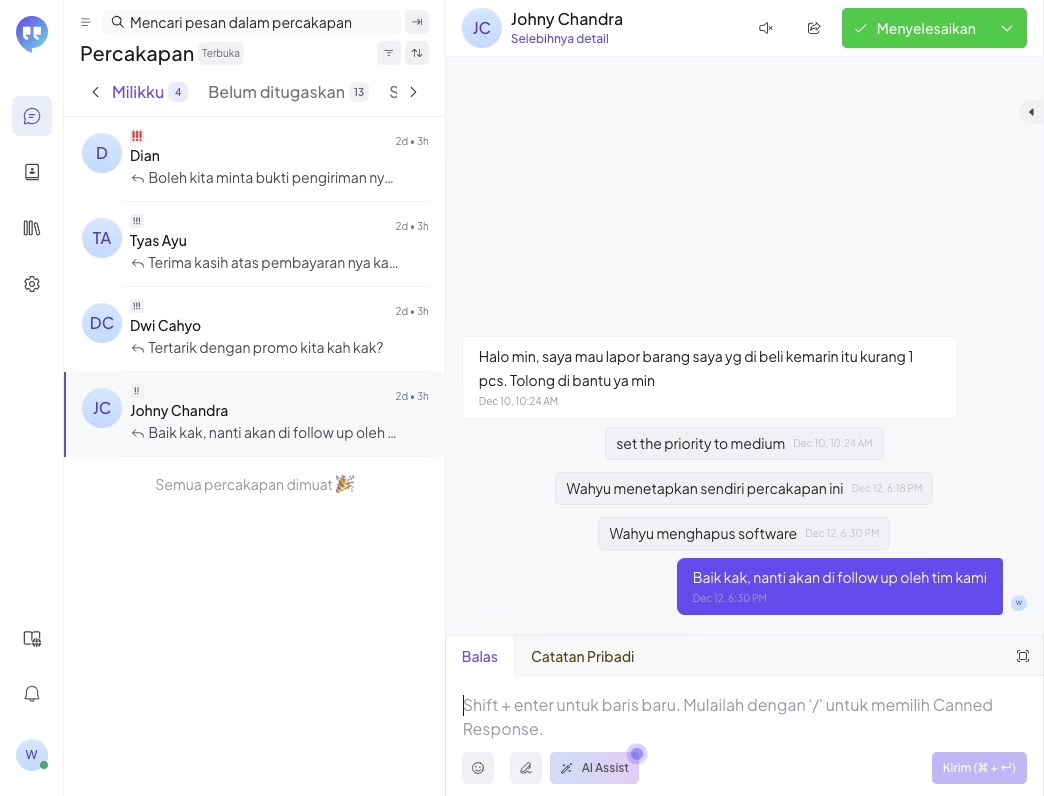 Mencari pesan dalam percakapan
Percakapan
Terbuka
Milikku 4
Belum ditugaskan 13
S
D
!!!
Dian
2d • 3h
Boleh kita minta bukti pengiriman ny…
TA
!!!
Tyas Ayu
2d • 3h
Terima kasih atas pembayaran nya ka…
DC
!!!
Dwi Cahyo
2d • 3h
Tertarik dengan promo kita kah kak?
JC
!!
Johny Chandra
2d • 3h
Baik kak, nanti akan di follow up oleh …
Semua percakapan dimuat 🎉
W
JC
Johny Chandra
Selebihnya detail
Menyelesaikan
Halo min, saya mau lapor barang saya yg di beli kemarin itu kurang 1
pcs. Tolong di bantu ya min
Dec 10, 10:24 AM
set the priority to medium Dec 10, 10:24 AM
Wahyu menetapkan sendiri percakapan ini Dec 12, 6:18 PM
Wahyu menghapus software Dec 12, 6:30 PM
Baik kak, nanti akan di follow up oleh tim kami
Dec 12, 6:30 PM
W
Balas
Catatan Pribadi
Shift + enter untuk baris baru. Mulailah dengan '/' untuk memilih Canned
Response.
AI Assist
Kirim (⌘ + ↵)